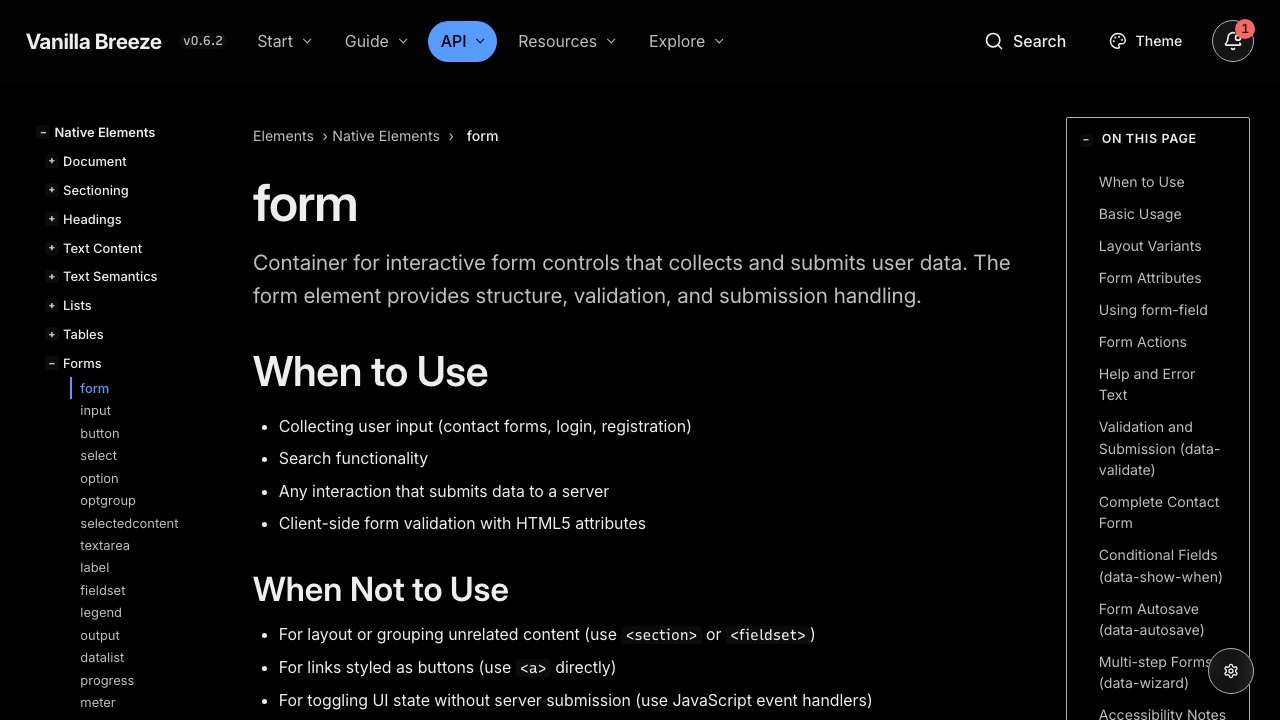 Vanilla Breeze v0.6.2 Start Guide API Resources Explore Search Theme 1
− Native Elements
+ Document
+ Sectioning
+ Headings
+ Text Content
+ Text Semantics
+ Lists
+ Tables
− Forms
form
input
button
select
option
optgroup
selectedcontent
textarea
label
fieldset
legend
output
datalist
progress
meter
Elements › Native Elements › form
form
Container for interactive form controls that collects and submits user data. The
form element provides structure, validation, and submission handling.
When to Use
• Collecting user input (contact forms, login, registration)
• Search functionality
• Any interaction that submits data to a server
• Client-side form validation with HTML5 attributes
When Not to Use
• For layout or grouping unrelated content (use <section> or <fieldset>)
• For links styled as buttons (use <a> directly)
• For toggling UI state without server submission (use JavaScript event handlers)
− ON THIS PAGE
When to Use
Basic Usage
Layout Variants
Form Attributes
Using form-field
Form Actions
Help and Error
Text
Validation and
Submission (data-
validate)
Complete Contact
Form
Conditional Fields
(data-show-when)
Form Autosave
(data-autosave)
Multi-step Forms
(data-wizard)
Accessibility Notes